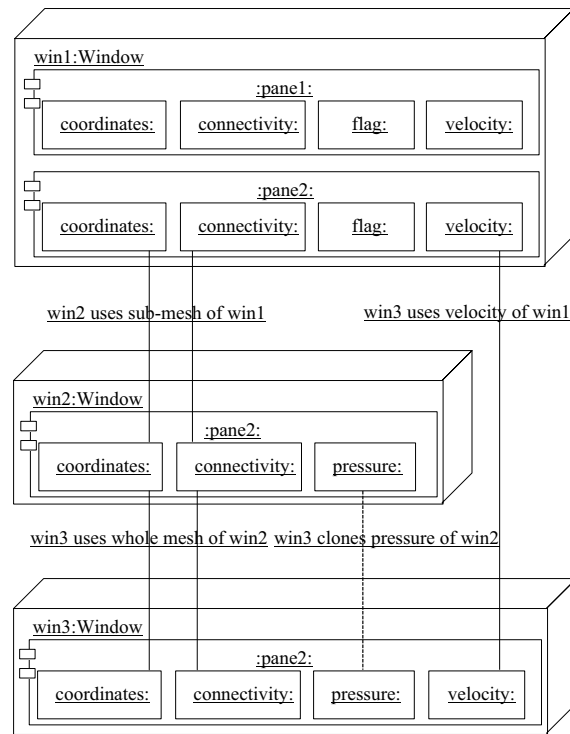 win1:Window
:pane1:
coordinates: connectivity: flag: velocity:
:pane2:
coordinates: connectivity: flag: velocity:
win2 uses sub-mesh of win1 win3 uses velocity of win1
win2:Window
:pane2:
coordinates: connectivity: pressure:
win3 uses whole mesh of win2 win3 clones pressure of win2
win3:Window
:pane2:
coordinates: connectivity: pressure: velocity: